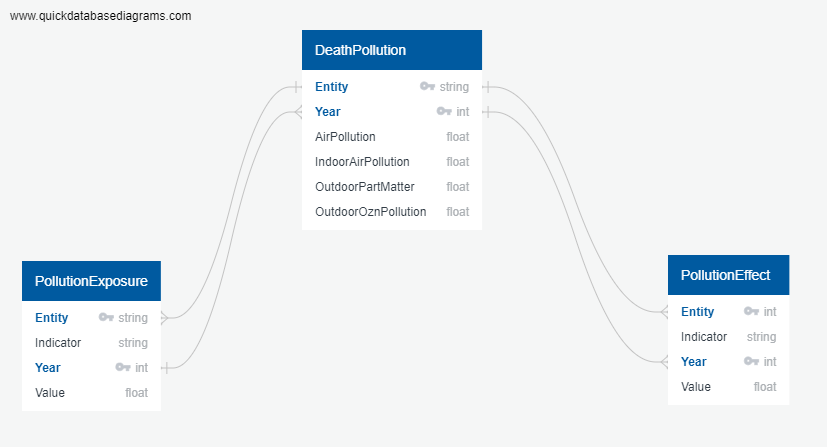 www.quickdatabasediagrams.com
DeathPollution
Entity string
Year int
AirPollution float
IndoorAirPollution float
OutdoorPartMatter float
OutdoorOznPollution float
PollutionExposure
Entity string
Indicator string
Year int
Value float
PollutionEffect
Entity int
Indicator string
Year int
Value float